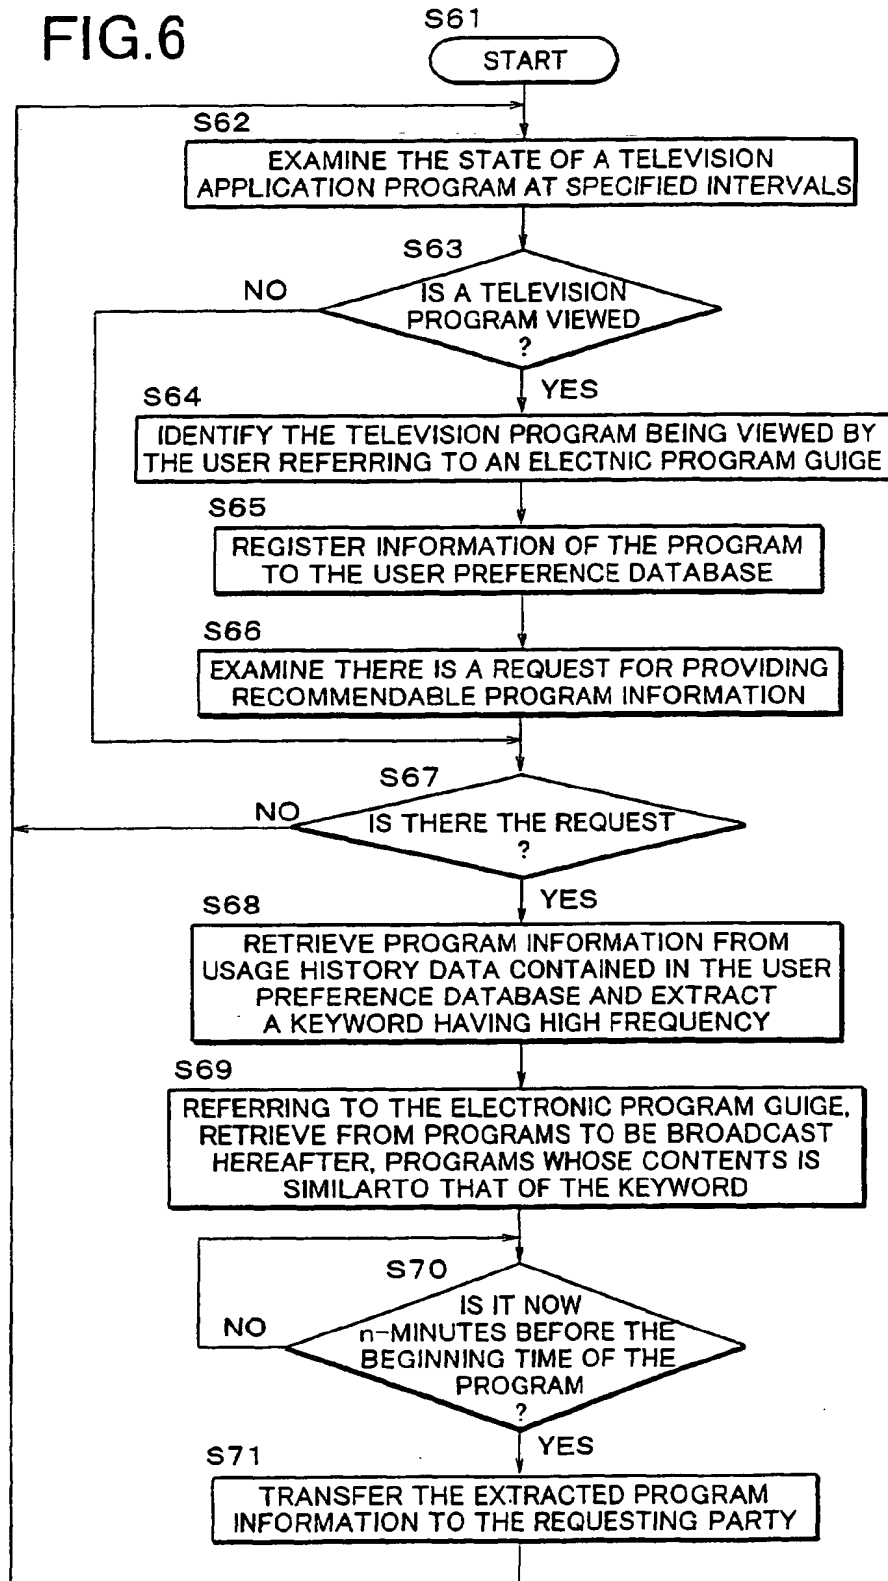 FIG.6
S61
START
S62
EXAMINE THE STATE OF A TELEVISION
APPLICATION PROGRAM AT SPECIFIED INTERVALS
S63
NO
IS A TELEVISION
PROGRAM VIEWED
?
YES
S64
IDENTIFY THE TELEVISION PROGRAM BEING VIEWED BY
THE USER REFERRING TO AN ELECTNIC PROGRAM GUIGE
S65
REGISTER INFORMATION OF THE PROGRAM
TO THE USER PREFERENCE DATABASE
S66
EXAMINE THERE IS A REQUEST FOR PROVIDING
RECOMMENDABLE PROGRAM INFORMATION
S67
NO
IS THERE THE REQUEST
?
YES
S68
RETRIEVE PROGRAM INFORMATION FROM
USAGE HISTORY DATA CONTAINED IN THE USER
PREFERENCE DATABASE AND EXTRACT
A KEYWORD HAVING HIGH FREQUENCY
S69
REFERRING TO THE ELECTRONIC PROGRAM GUIGE,
RETRIEVE FROM PROGRAMS TO BE BROADCAST
HEREAFTER, PROGRAMS WHOSE CONTENTS IS
SIMILARTO THAT OF THE KEYWORD
S70
IS IT NOW
NO
n-MINUTES BEFORE THE
BEGINNING TIME OF THE
PROGRAM
?
YES
S71
TRANSFER THE EXTRACTED PROGRAM
INFORMATION TO THE REQUESTING PARTY